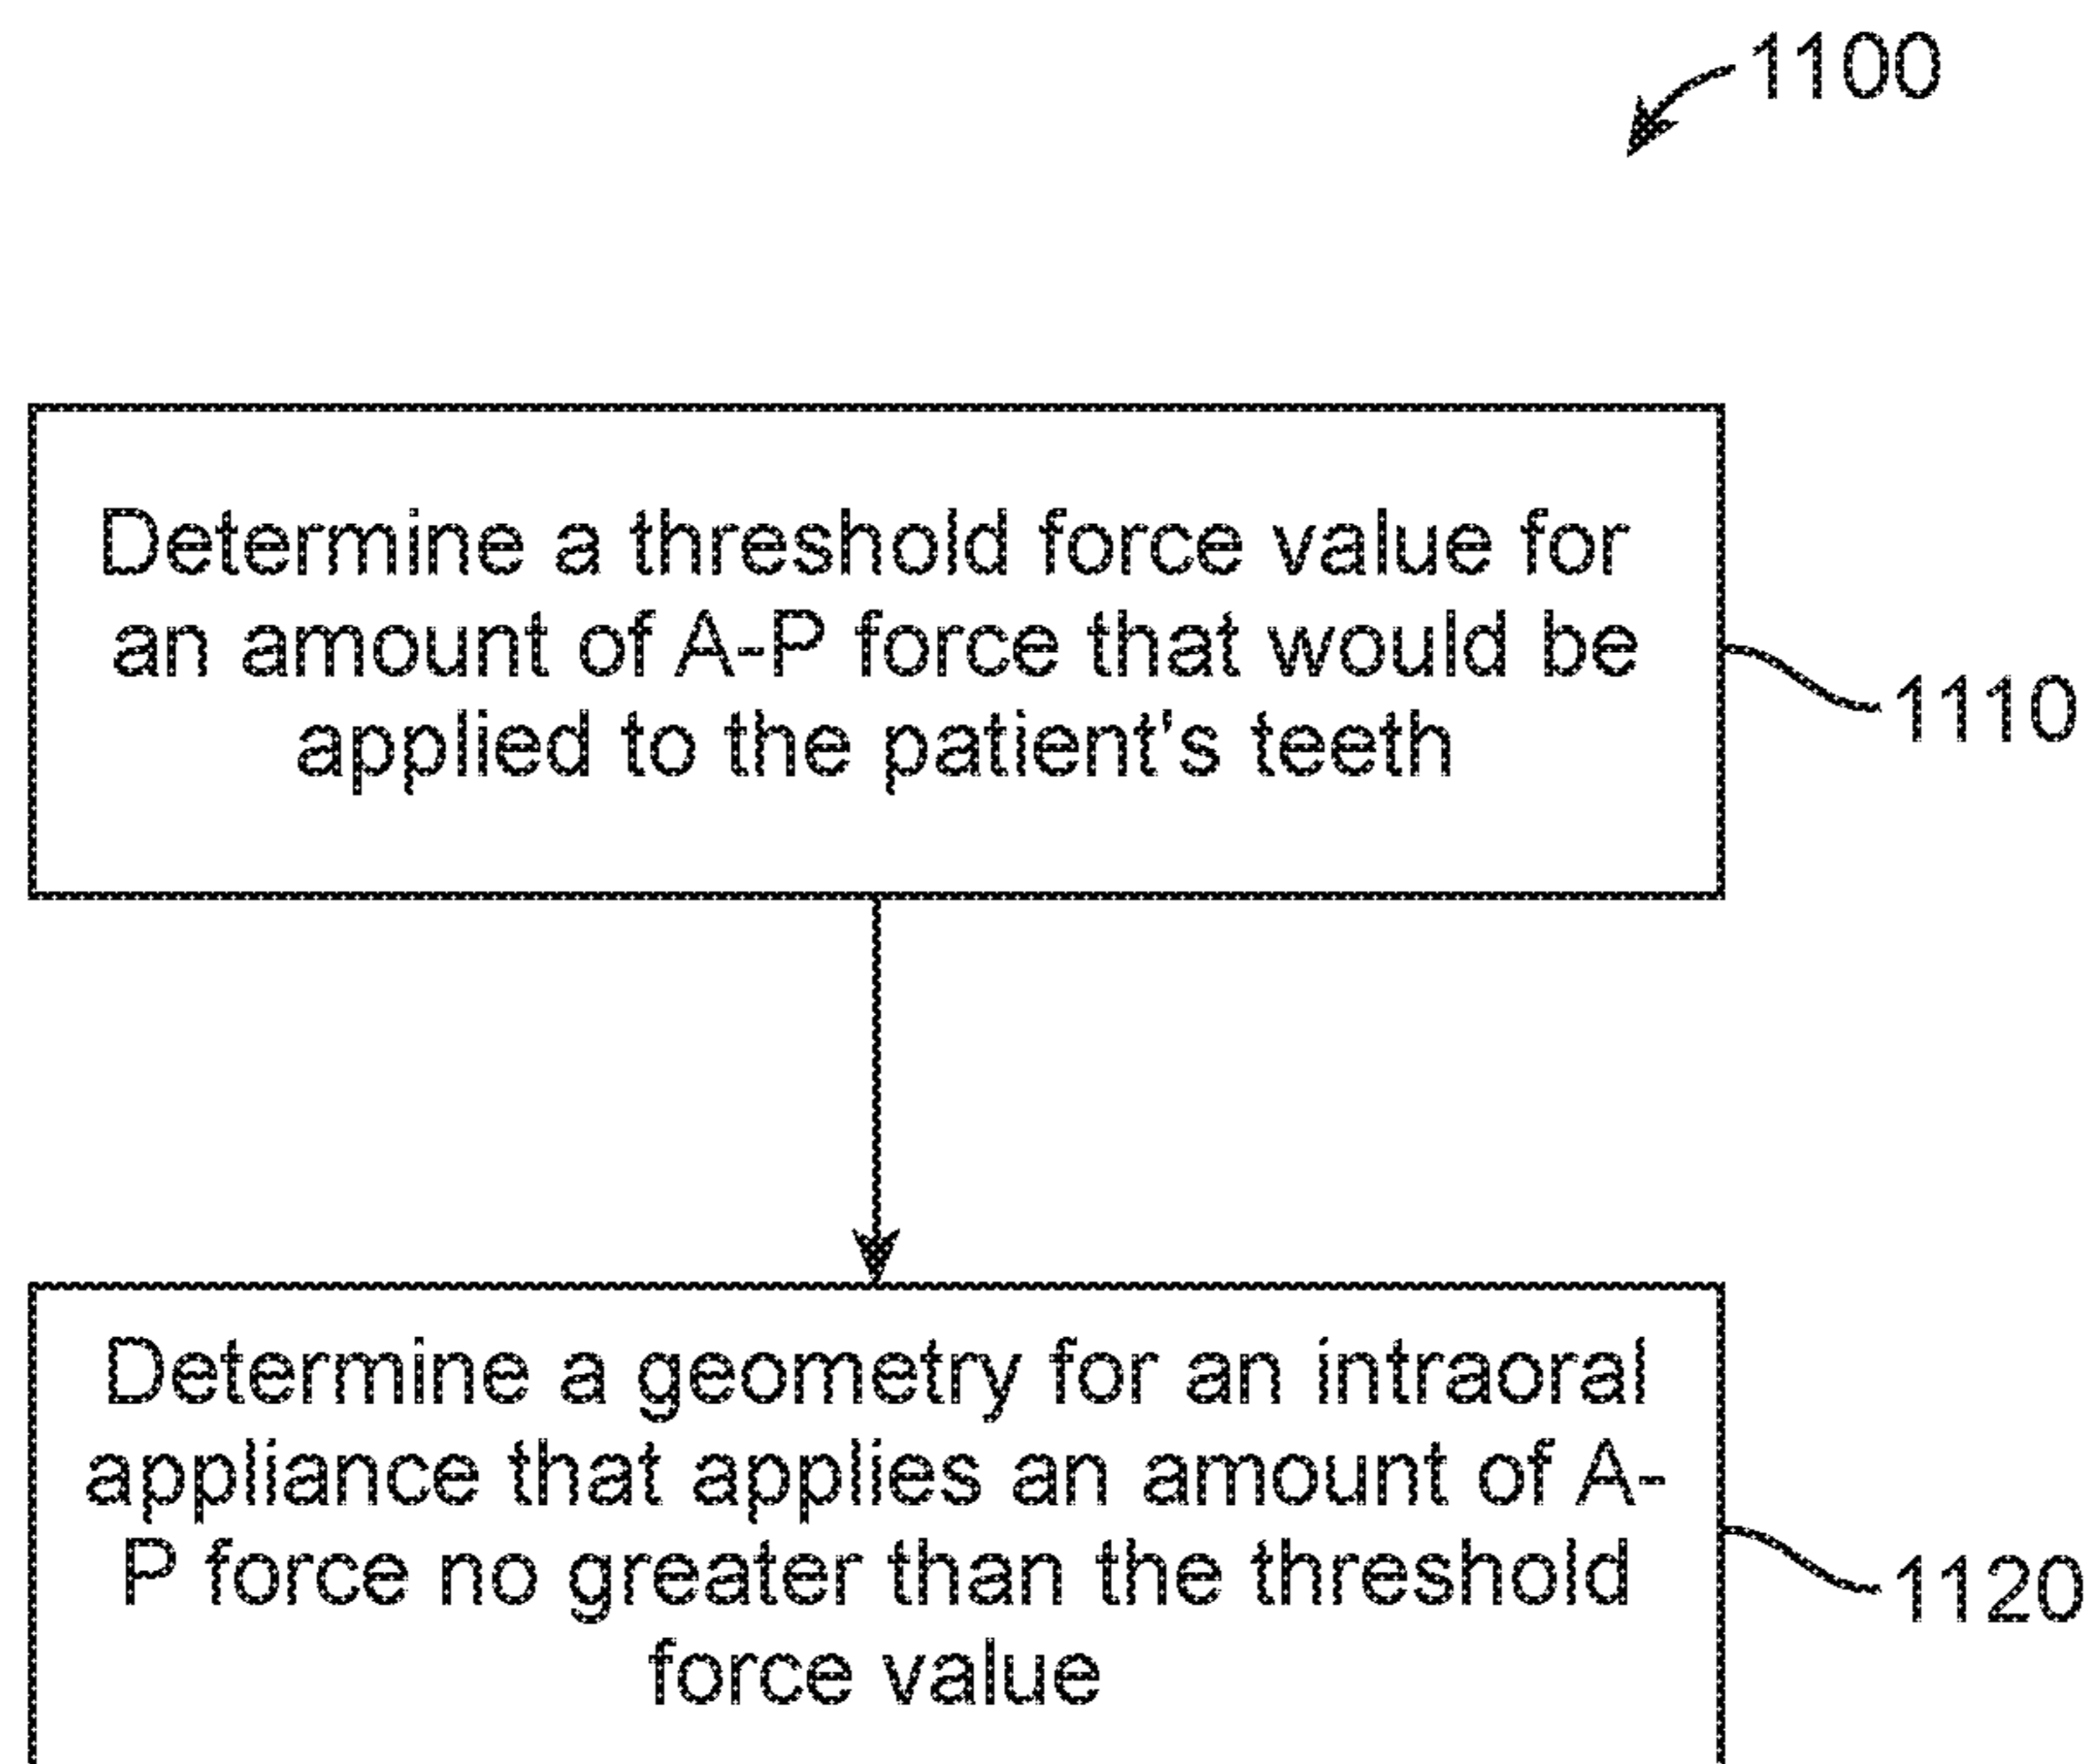 1100
Determine a threshold force value for
an amount of A-P force that would be
applied to the patient's teeth
1110
Determine a geometry for an intraoral
appliance that applies an amount of A-
P force no greater than the threshold
force value
1120